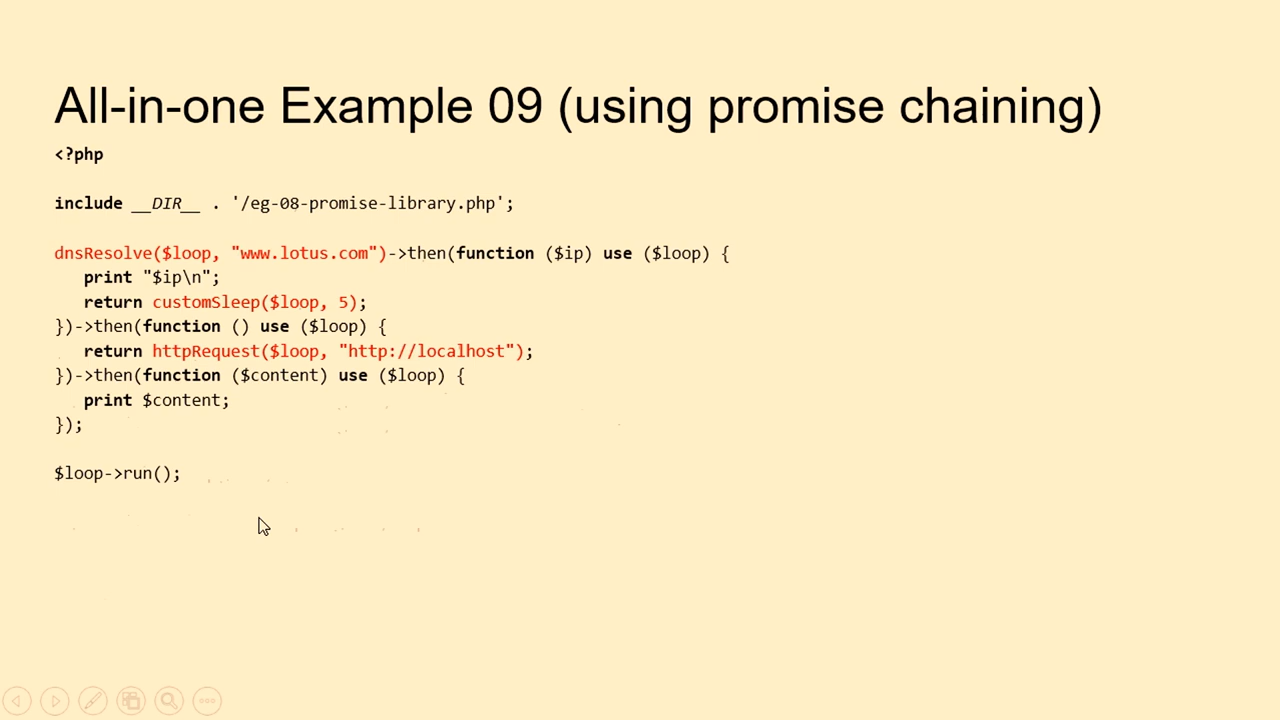 All-in-one Example 09 (using promise chaining)
<?php
include __DIR__ . '/eg-08-promise-library.php';
dnsResolve($loop, "www.lotus.com")->then(function ($ip) use ($loop) {
print "$ip\n";
return customSleep($loop, 5);
})->then(function () use ($loop) {
return httpRequest($loop, "http://localhost");
})->then(function ($content) use ($loop) {
print $content;
});
$loop->run();